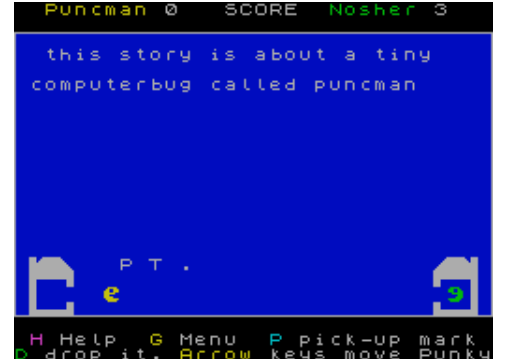 Puncman 0 SCORE Nosher 3
this story is about a tiny
computerbug called puncman
P T .
H Help G Menu P pick-up mark
D drop it. Arrow keys move Punky